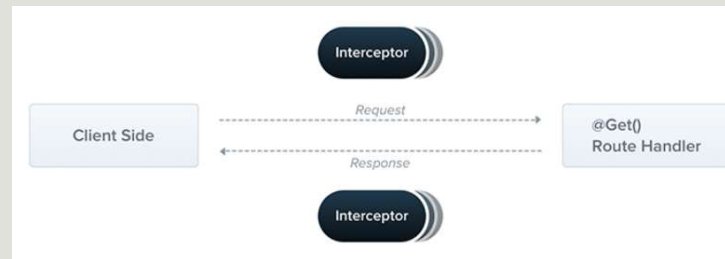 Interceptor
Request
Client Side
@Get()
Route Handler
Response
Interceptor